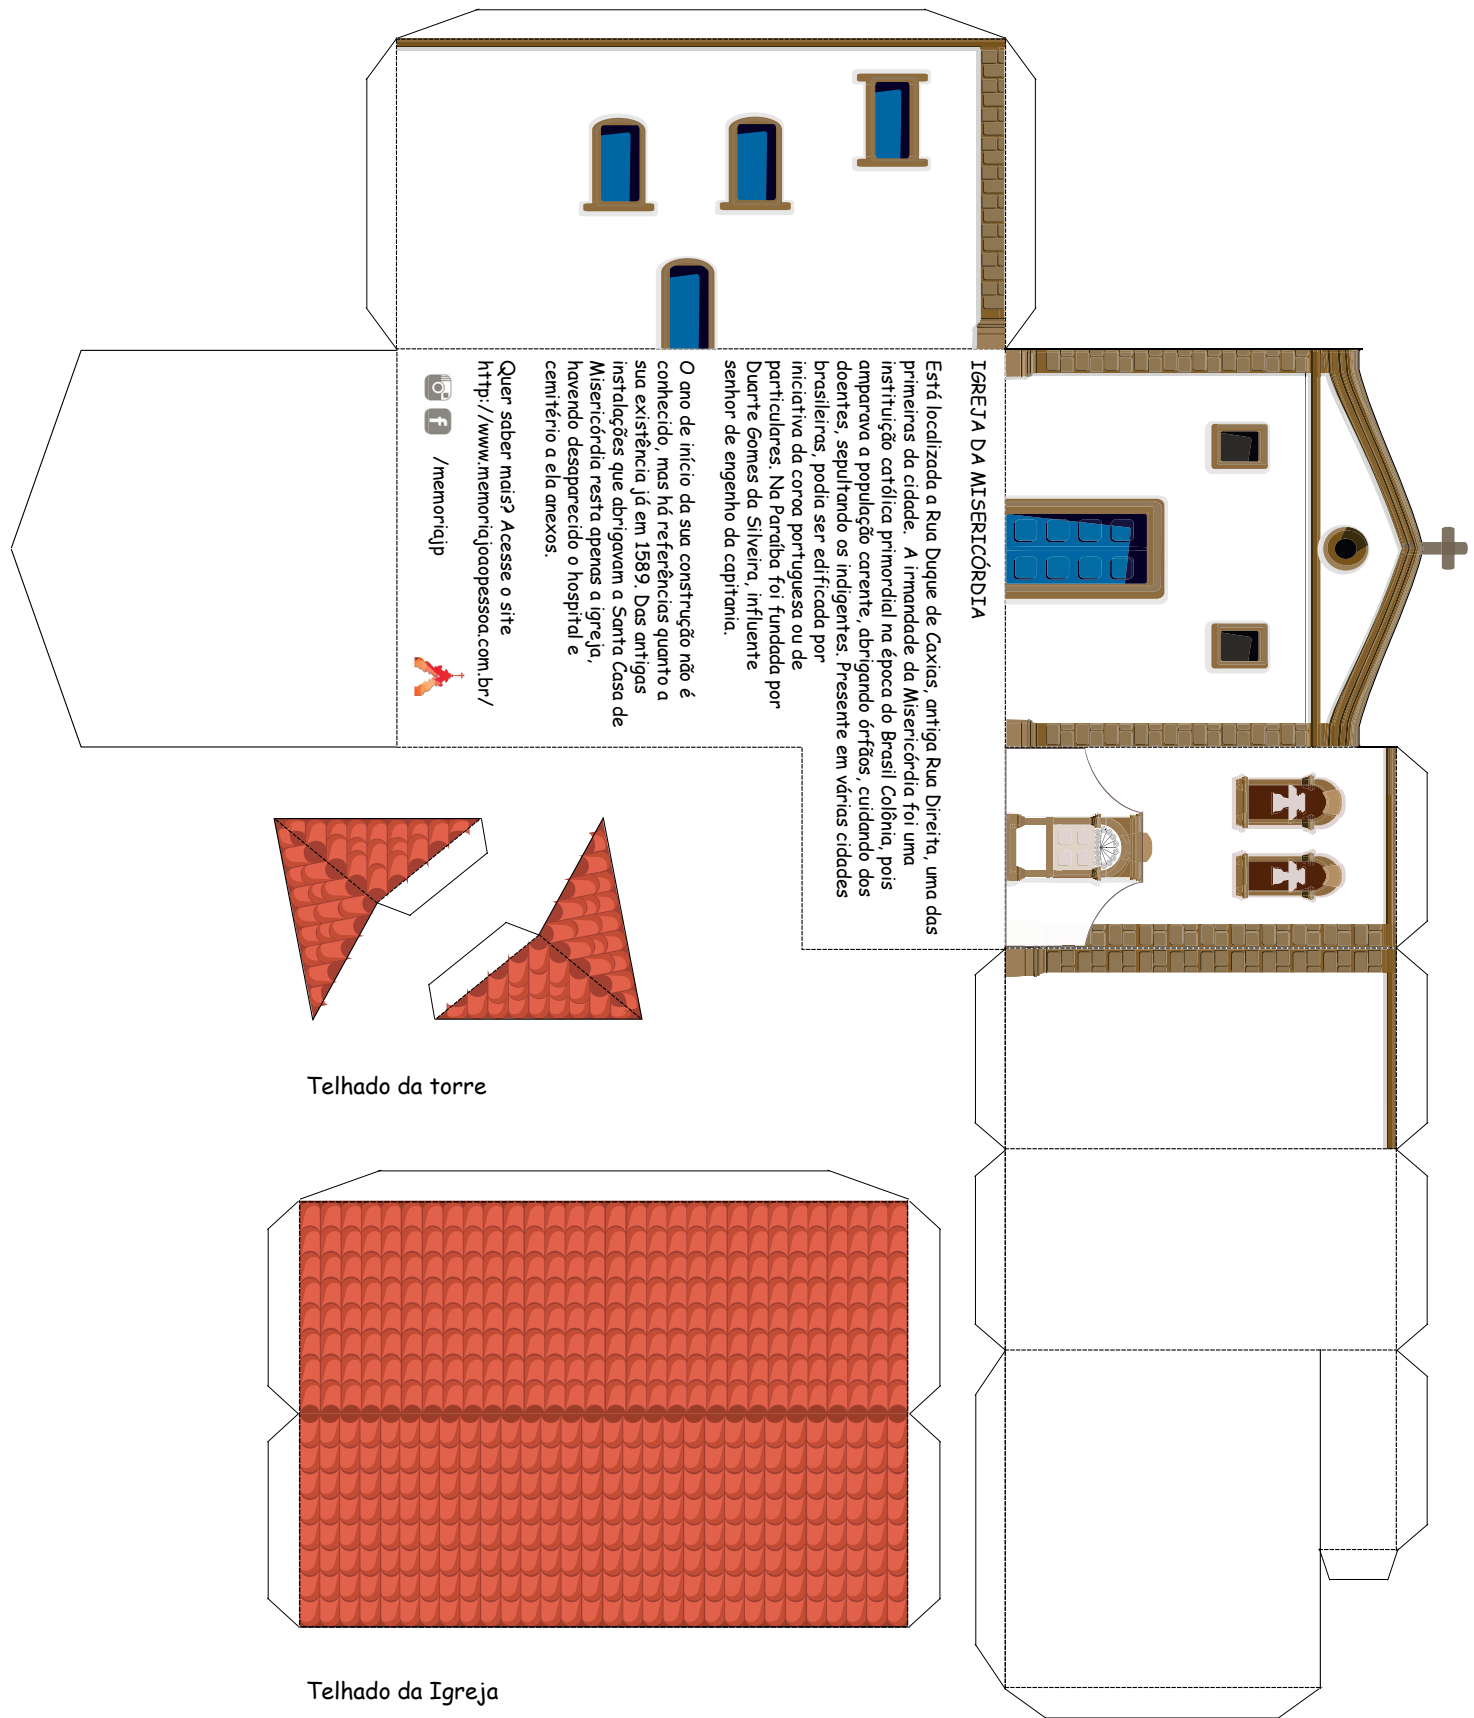 IGREJA DA MISERICÓRDIA
Está localizada a Rua Duque de Caxias, antiga Rua Direita, uma das
primeiras da cidade. A irmandade da Misericórdia foi uma
instituição católica primordial na época do Brasil Colônia, pois
amparava a população carente, abrigando órfãos, cuidando dos
doentes, sepultando os indigentes. Presente em várias cidades
brasileiras, podia ser edificada por
iniciativa da coroa portuguesa ou de
particulares. Na Paraíba foi fundada por
Duarte Gomes da Silveira, influente
senhor de engenho da capitania.
O ano de início da sua construção não é
conhecido, mas há referências quanto a
sua existência já em 1589. Das antigas
instalações que abrigavam a Santa Casa de
Misericórdia resta apenas a igreja,
havendo desaparecido o hospital e
cemitério a ela anexos.
Quer saber mais? Acesse o site
http://www.memoriajoaopessoa.com.br/
f /memoriajp
Telhado da torre
Telhado da Igreja